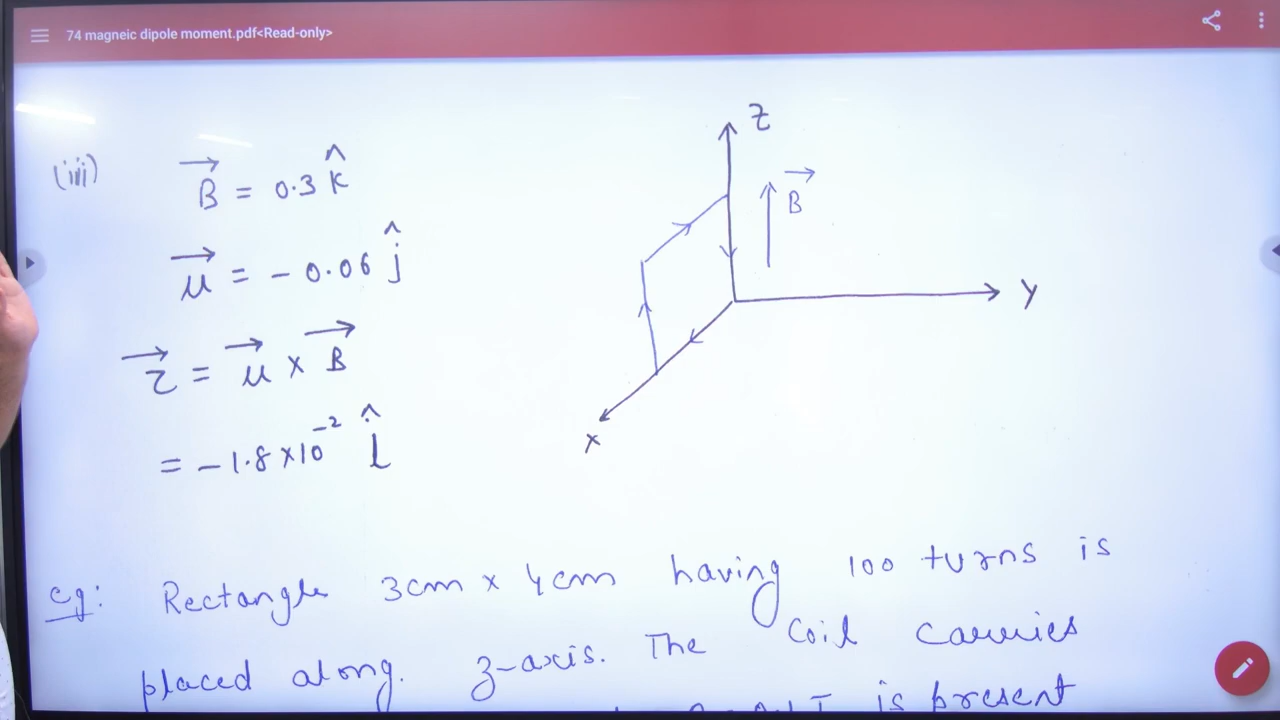 74 magneic dipole moment.pdf<Read-only>
(iii)
B = 0.3 k̂
μ = - 0.06 ĵ
τ = μ × B
= -1.8 × 10⁻² î
Z
B
Y
X
eg: Rectangle 3cm × 4cm having 100 turns is
placed along z-axis. The coil carries
is present